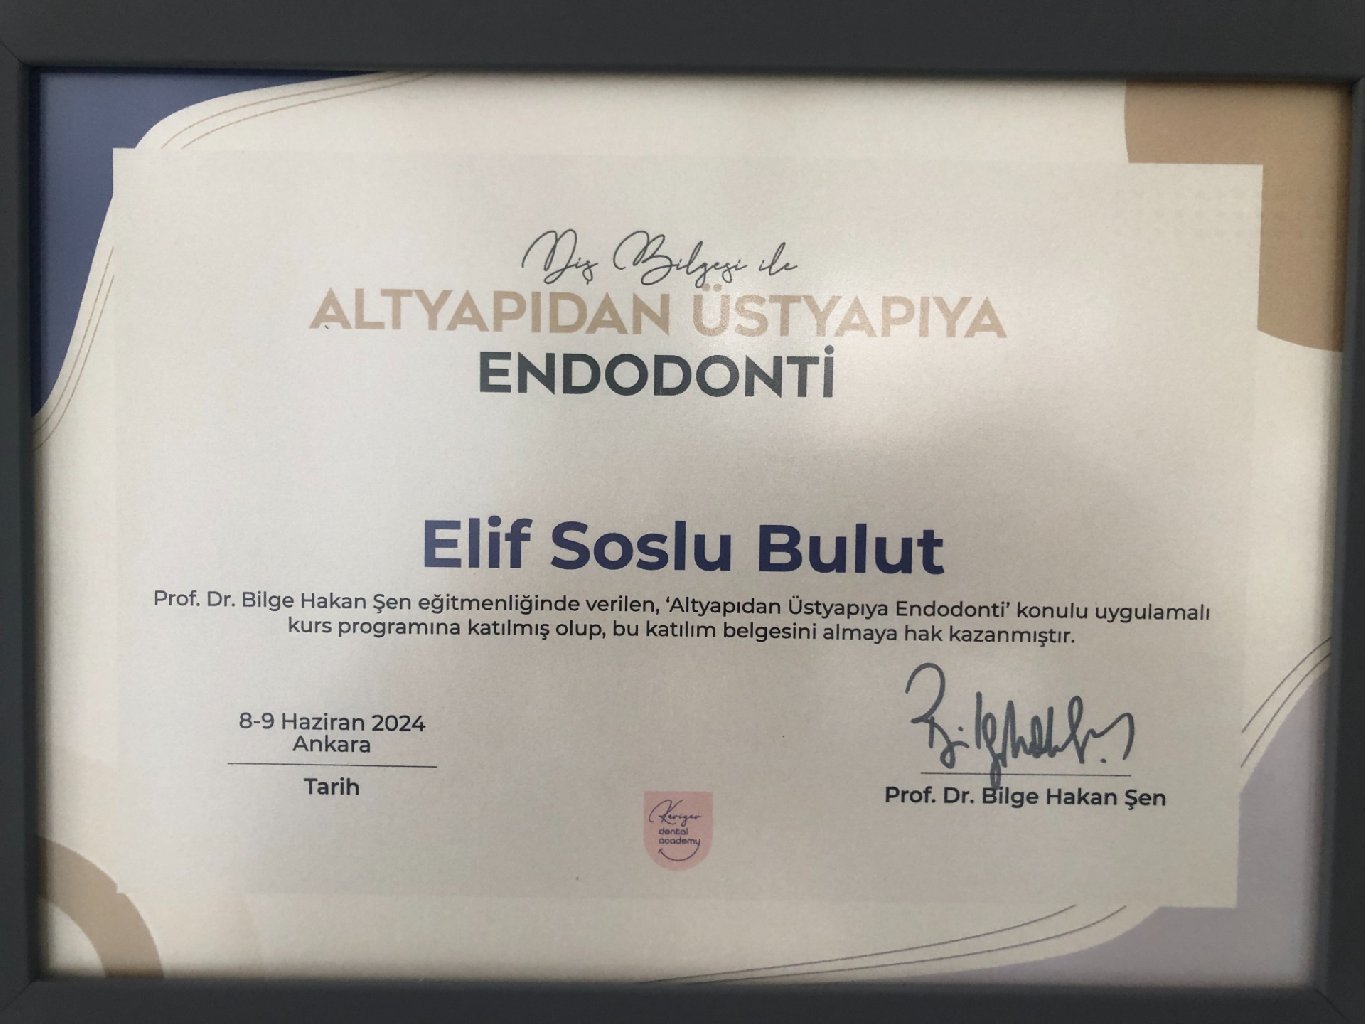 Diş Bilgesi ile
ALTYAPIDAN ÜSTYAPIYA
ENDODONTİ
Elif Soslu Bulut
Prof. Dr. Bilge Hakan Şen eğitmenliğinde verilen, ‘Altyapıdan Üstyapıya Endodonti’ konulu uygulamalı
kurs programına katılmış olup, bu katılım belgesini almaya hak kazanmıştır.
8-9 Haziran 2024
Ankara
Tarih
Prof. Dr. Bilge Hakan Şen
dental
academy